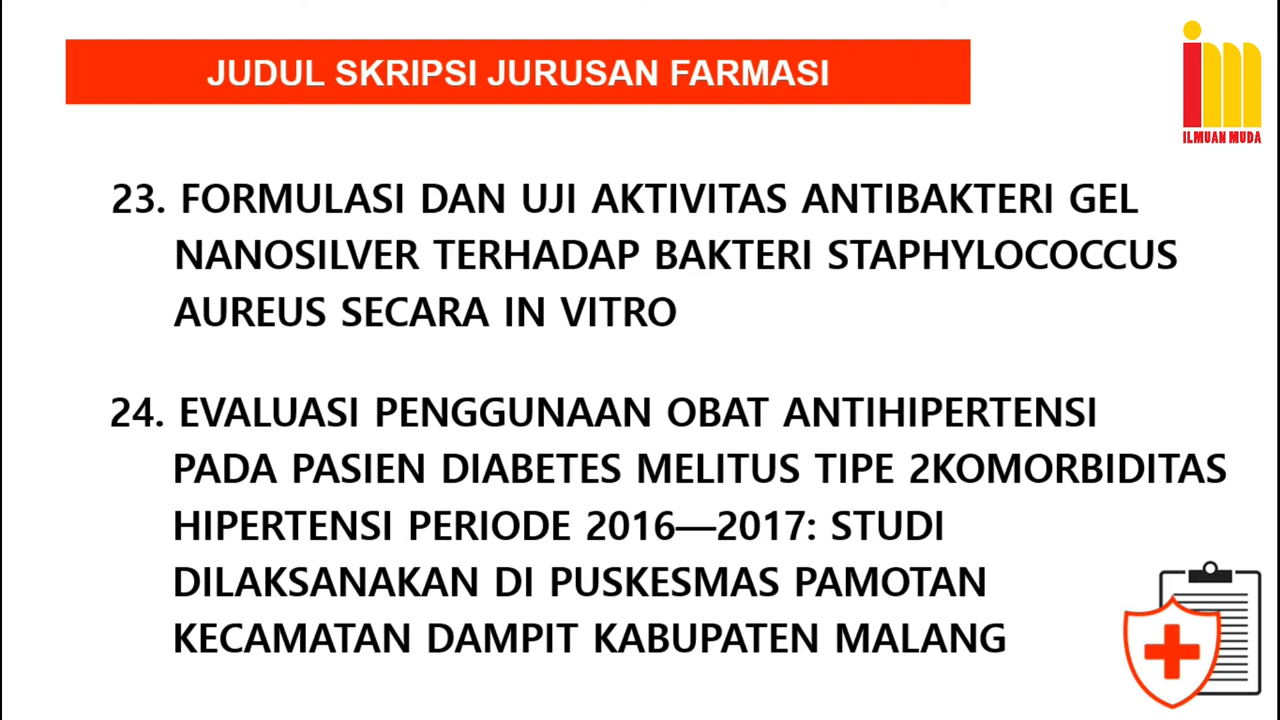 JUDUL SKRIPSI JURUSAN FARMASI
ILMUAN MUDA
23. FORMULASI DAN UJI AKTIVITAS ANTIBAKTERI GEL
NANOSILVER TERHADAP BAKTERI STAPHYLOCOCCUS
AUREUS SECARA IN VITRO
24. EVALUASI PENGGUNAAN OBAT ANTIHIPERTENSI
PADA PASIEN DIABETES MELITUS TIPE 2KOMORBIDITAS
HIPERTENSI PERIODE 2016—2017: STUDI
DILAKSANAKAN DI PUSKESMAS PAMOTAN
KECAMATAN DAMPIT KABUPATEN MALANG